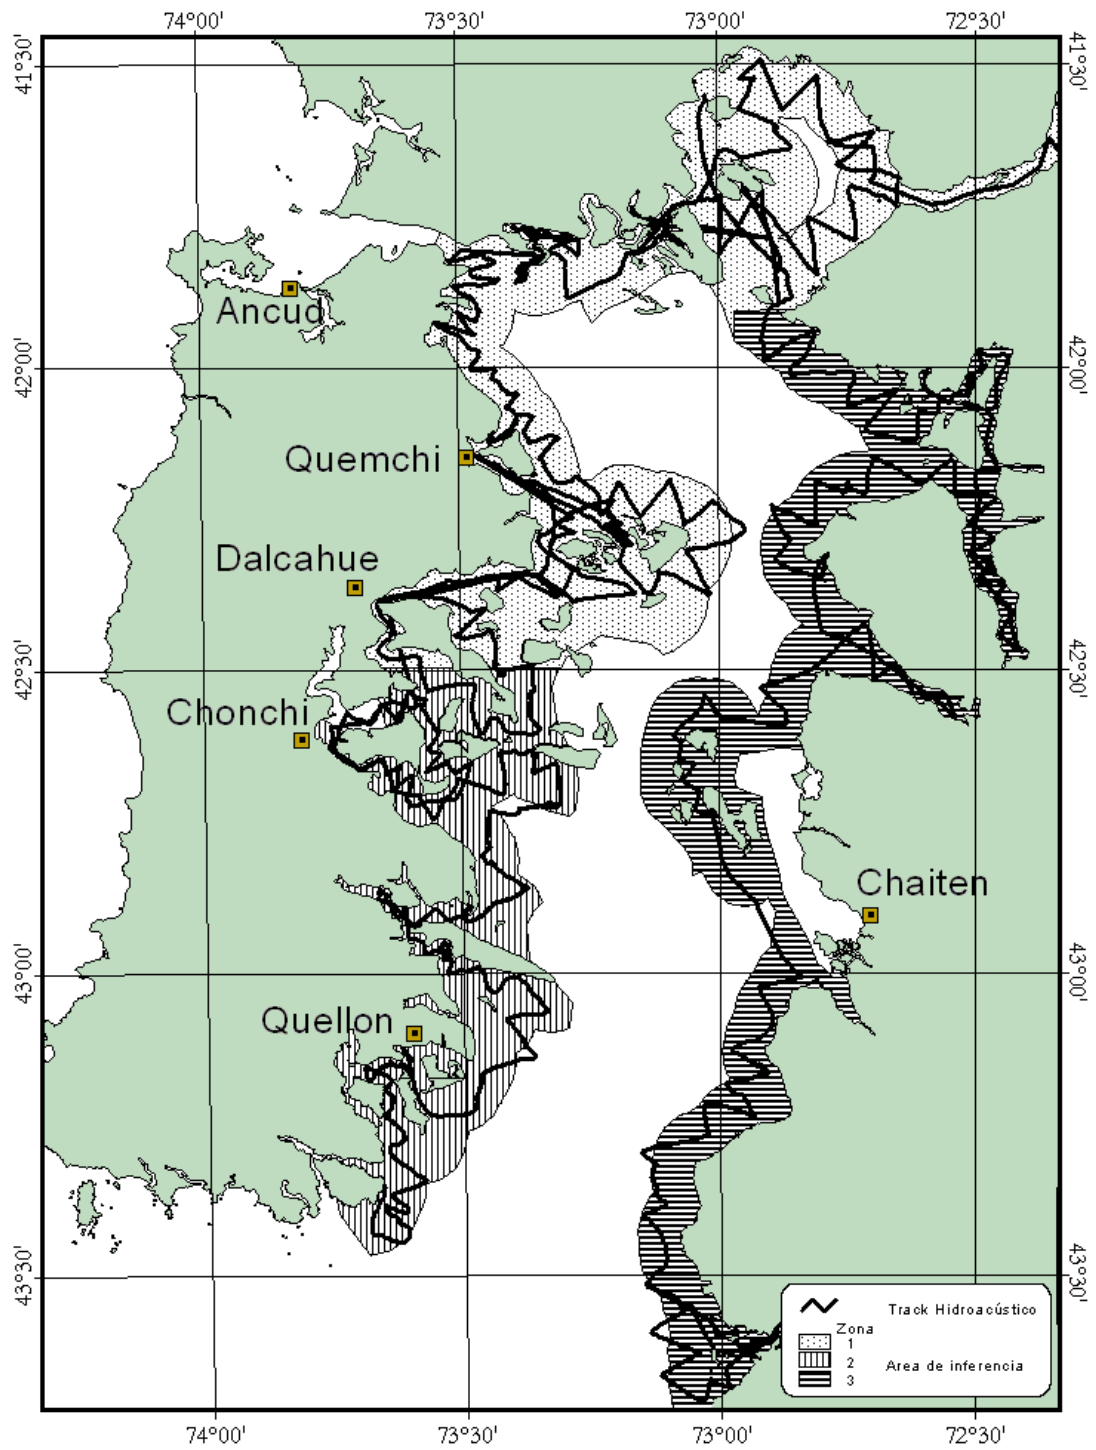 74°00'
73°30'
73°00'
72°30'
41°30'
41°30'
Ancud
42°00'
42°00'
Quemchi
Dalcahue
42°30'
42°30'
Chonchi
Chaiten
43°00'
43°00'
Quellon
43°30'
43°30'
Track Hidroacústico
Zona
1
2
Area de inferencia
3
74°00'
73°30'
73°00'
72°30'